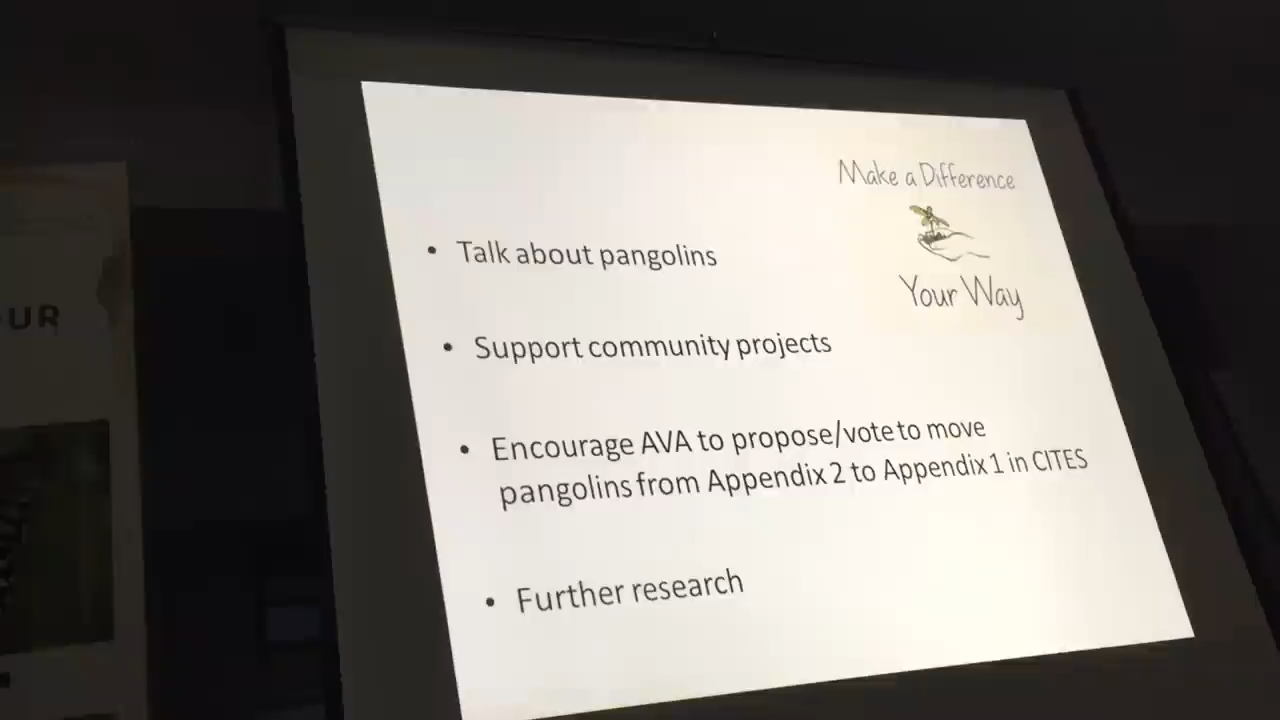 Make a Difference
Your Way
• Talk about pangolins
• Support community projects
• Encourage AVA to propose/vote to move
pangolins from Appendix 2 to Appendix 1 in CITES
• Further research